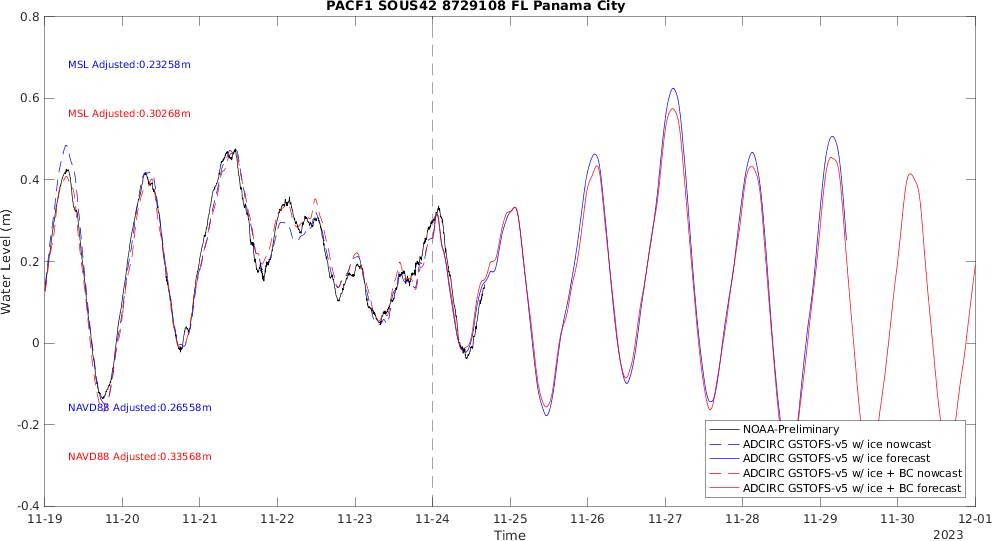 PACF1 SOUS42 8729108 FL Panama City
0.8
MSL Adjusted:0.23258m
0.6
MSL Adjusted:0.30268m
0.4
Water Level (m)
0.2
0
NAVD88 Adjusted:0.26558m
-0.2
NOAA-Preliminary
ADCIRC GSTOFS-v5 w/ ice nowcast
ADCIRC GSTOFS-v5 w/ ice forecast
NAVD88 Adjusted:0.33568m
ADCIRC GSTOFS-v5 w/ ice + BC nowcast
ADCIRC GSTOFS-v5 w/ ice + BC forecast
-0.4
11-19 11-20 11-21 11-22 11-23 11-24 11-25 11-26 11-27 11-28 11-29 11-30 12-01
Time
2023